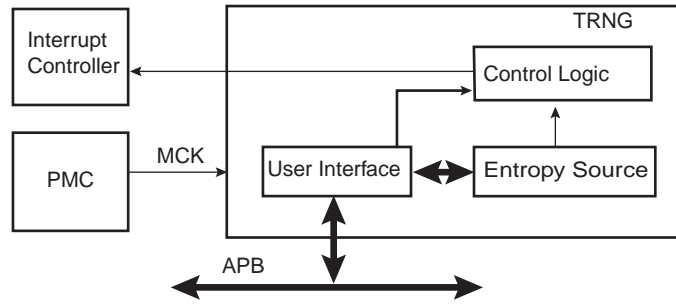 TRNG
Interrupt
Controller
Control Logic
MCK
PMC
User Interface
Entropy Source
APB